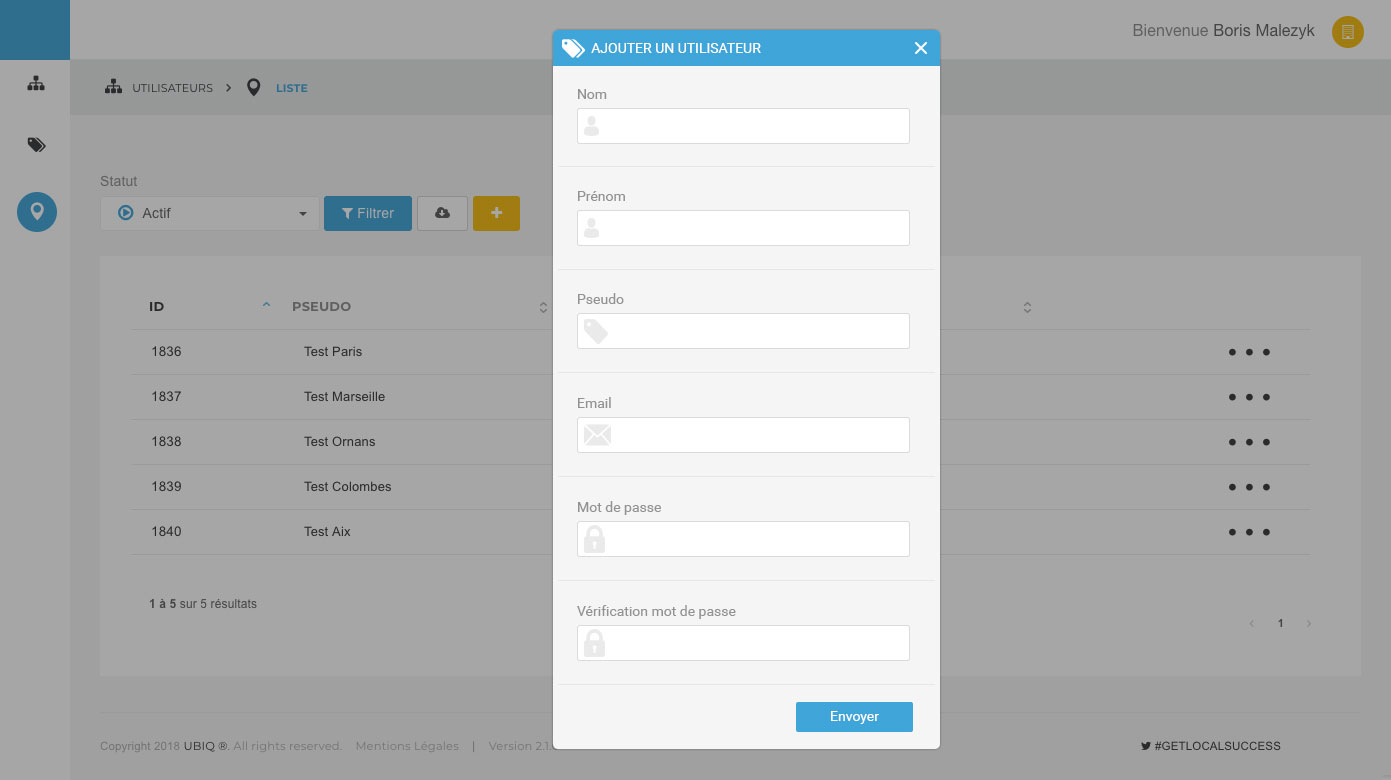 Bienvenue Boris Malezyk
UTILISATEURS
LISTE
Statut
Actif
Filtrer
ID
PSEUDO
1836
Test Paris
1837
Test Marseille
1838
Test Ornans
1839
Test Colombes
1840
Test Aix
1 à 5 sur 5 résultats
1
AJOUTER UN UTILISATEUR
Nom
Prénom
Pseudo
Email
Mot de passe
Vérification mot de passe
Envoyer
Copyright 2018 UBIQ ®. All rights reserved. Mentions Légales | Version 2.1.
#GETLOCALSUCCESS